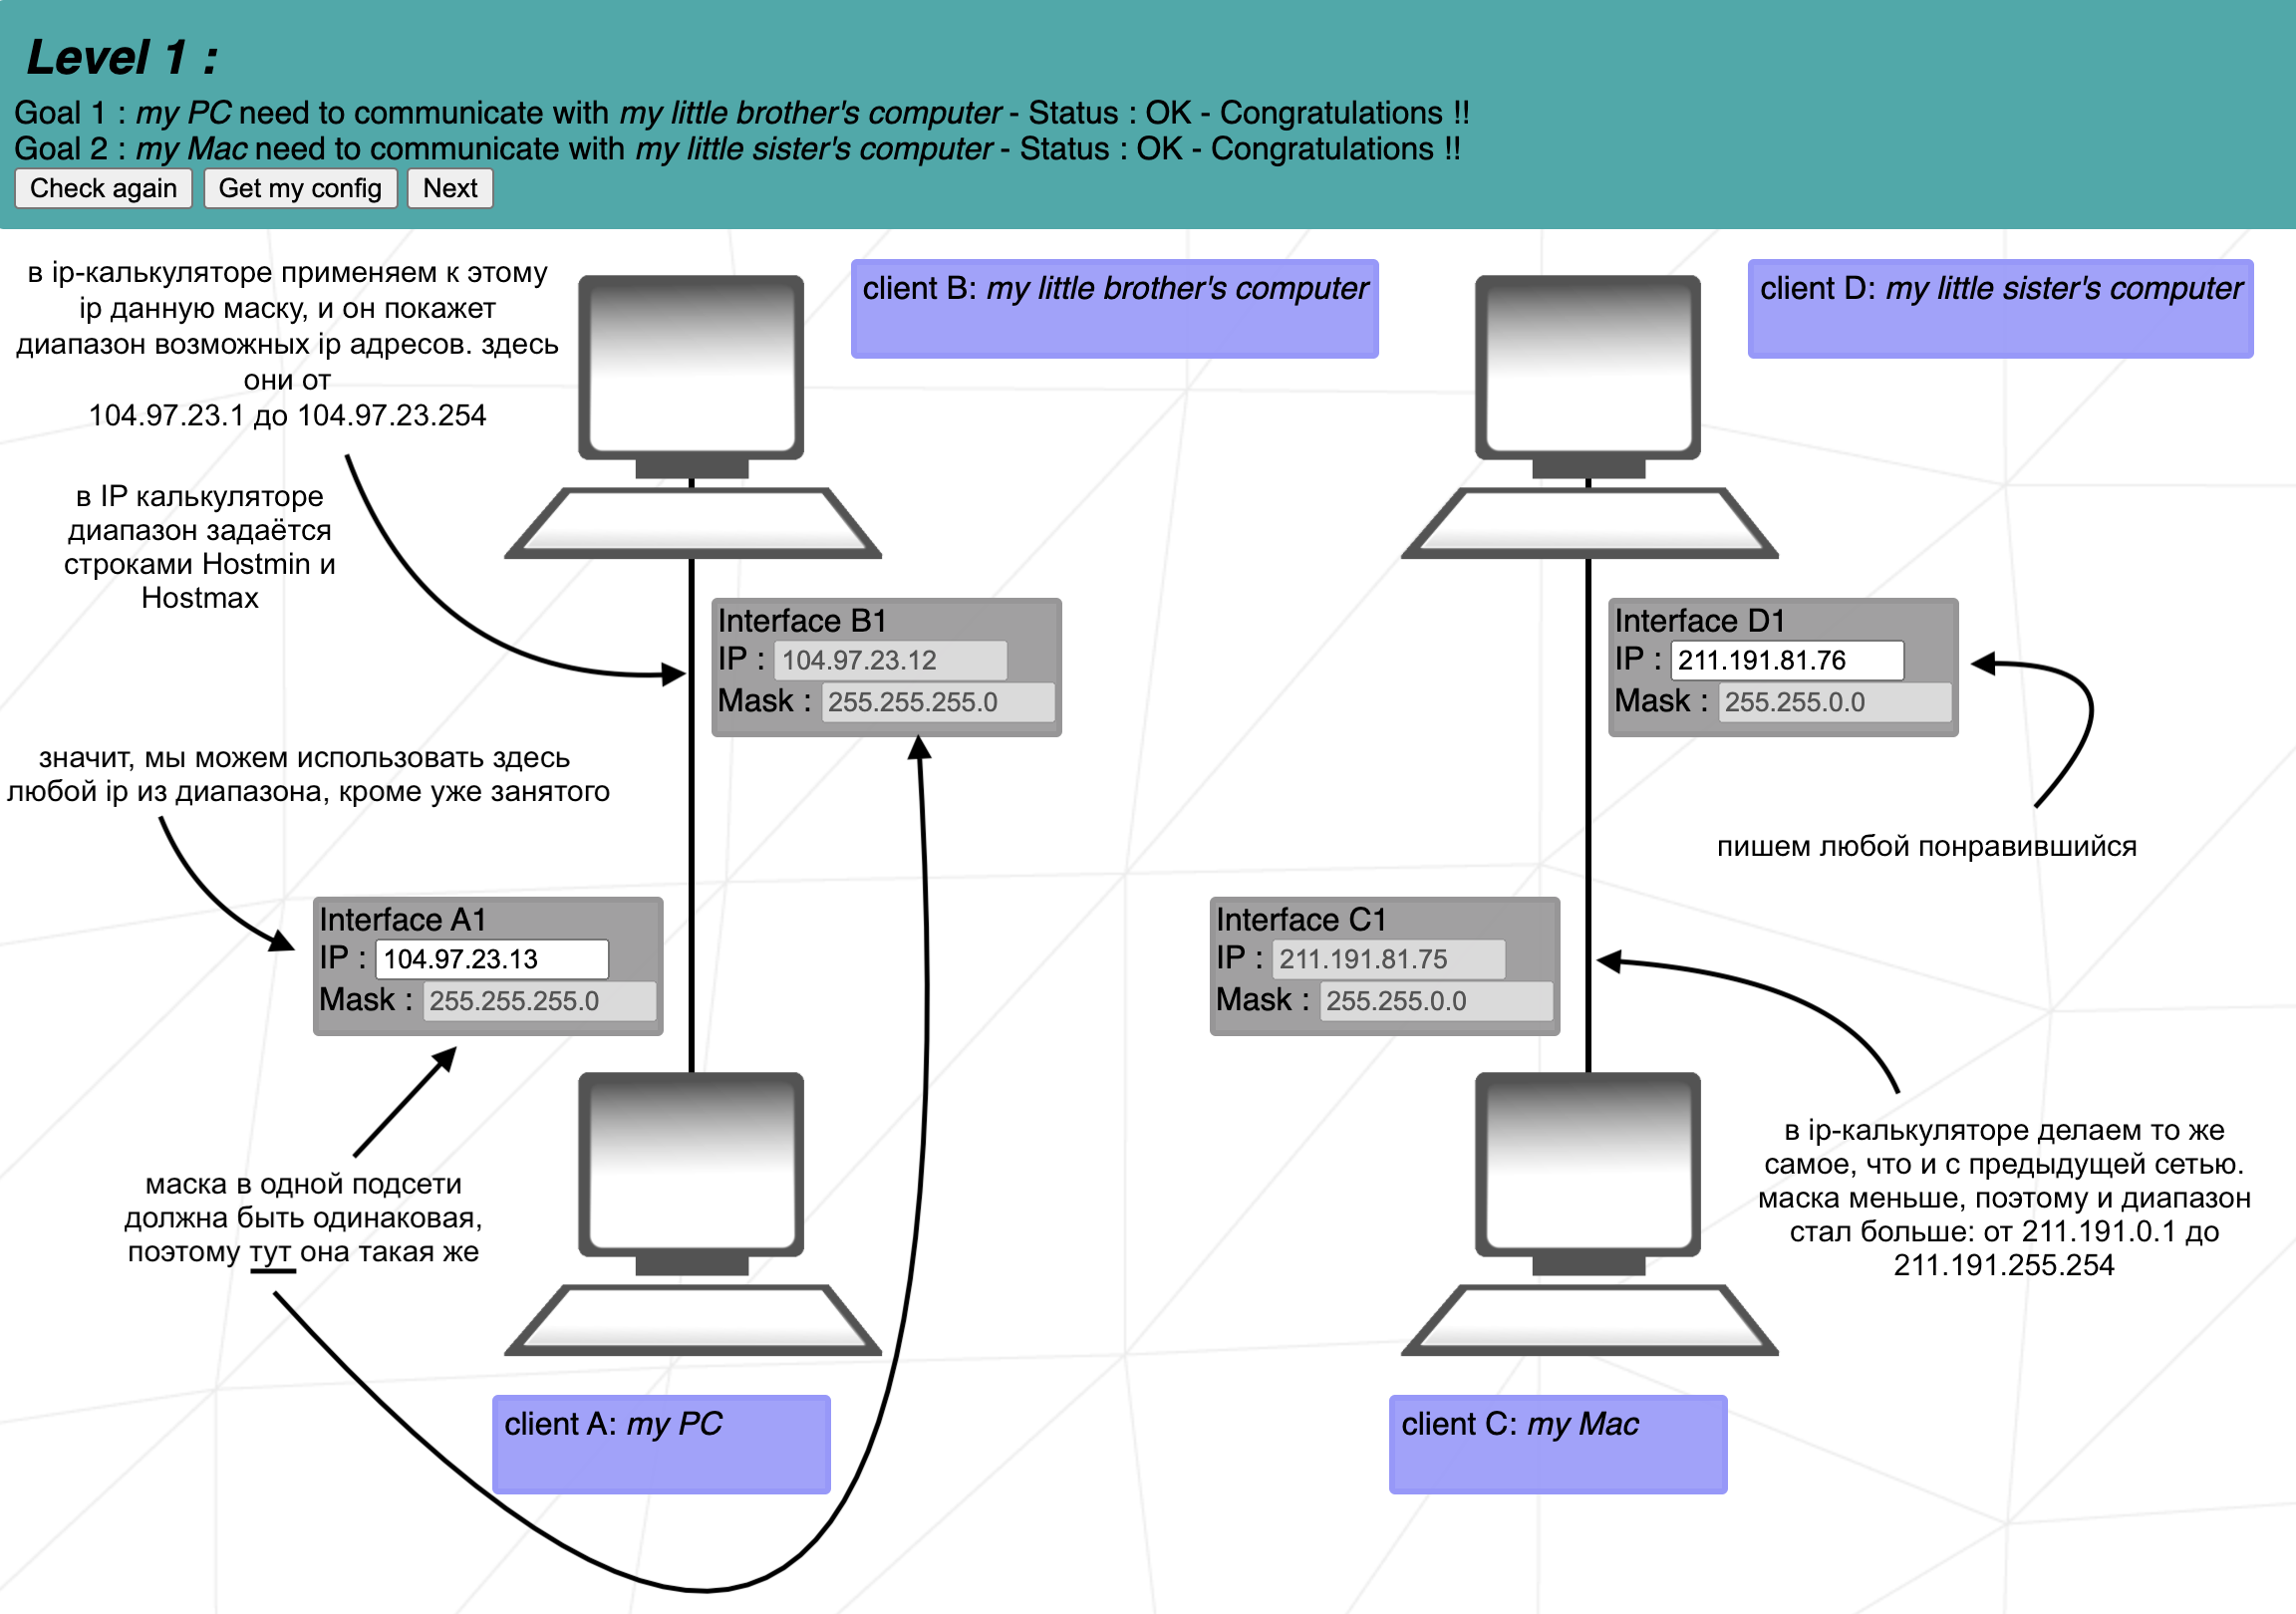 Level 1 :
Goal 1 : my PC need to communicate with my little brother's computer - Status : OK - Congratulations !!
Goal 2 : my Mac need to communicate with my little sister's computer - Status : OK - Congratulations !!
Check again Get my config Next
в ip-калькуляторе применяем к этому
ip данную маску, и он покажет
диапазон возможных ip адресов. здесь
они от
104.97.23.1 до 104.97.23.254
client B: my little brother's computer
client D: my little sister's computer
в IP калькуляторе
диапазон задаётся
строками Hostmin и
Hostmax
Interface B1
IP : 104.97.23.12
Mask : 255.255.255.0
Interface D1
IP : 211.191.81.76
Mask : 255.255.0.0
значит, мы можем использовать здесь
любой ip из диапазона, кроме уже занятого
пишем любой понравившийся
Interface A1
IP : 104.97.23.13
Mask : 255.255.255.0
Interface C1
IP : 211.191.81.75
Mask : 255.255.0.0
маска в одной подсети
должна быть одинаковая,
поэтому тут она такая же
в ip-калькуляторе делаем то же
самое, что и с предыдущей сетью.
маска меньше, поэтому и диапазон
стал больше: от 211.191.0.1 до
211.191.255.254
client A: my PC
client C: my Mac